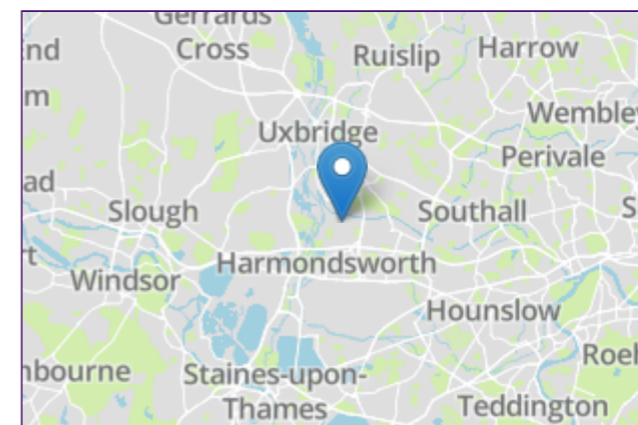 Gerrards
Cross
Ruislip
Harrow
Wembley
Uxbridge
Perivale
Slough
Southall
Harmondsworth
Windsor
Hounslow
Staines-upon-
Thames
Teddington